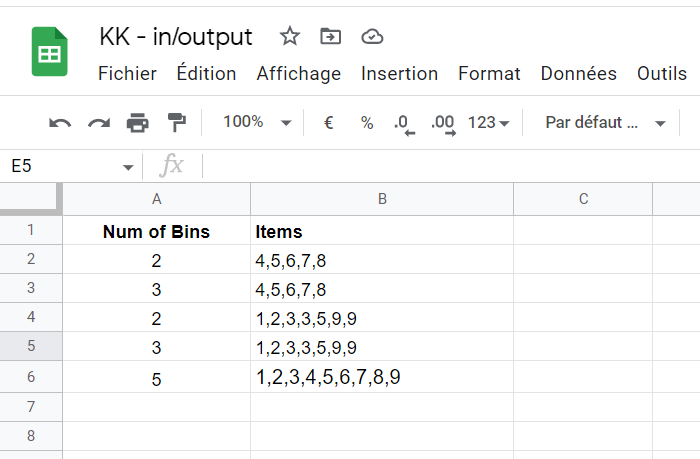 KK - in/output
Fichier Édition Affichage Insertion Format Données Outils
100% € % .0 .00 123 Par défaut ...
E5 fx
A B C
1 Num of Bins Items
2 2 4,5,6,7,8
3 3 4,5,6,7,8
4 2 1,2,3,3,5,9,9
5 3 1,2,3,3,5,9,9
6 5 1,2,3,4,5,6,7,8,9
7
8